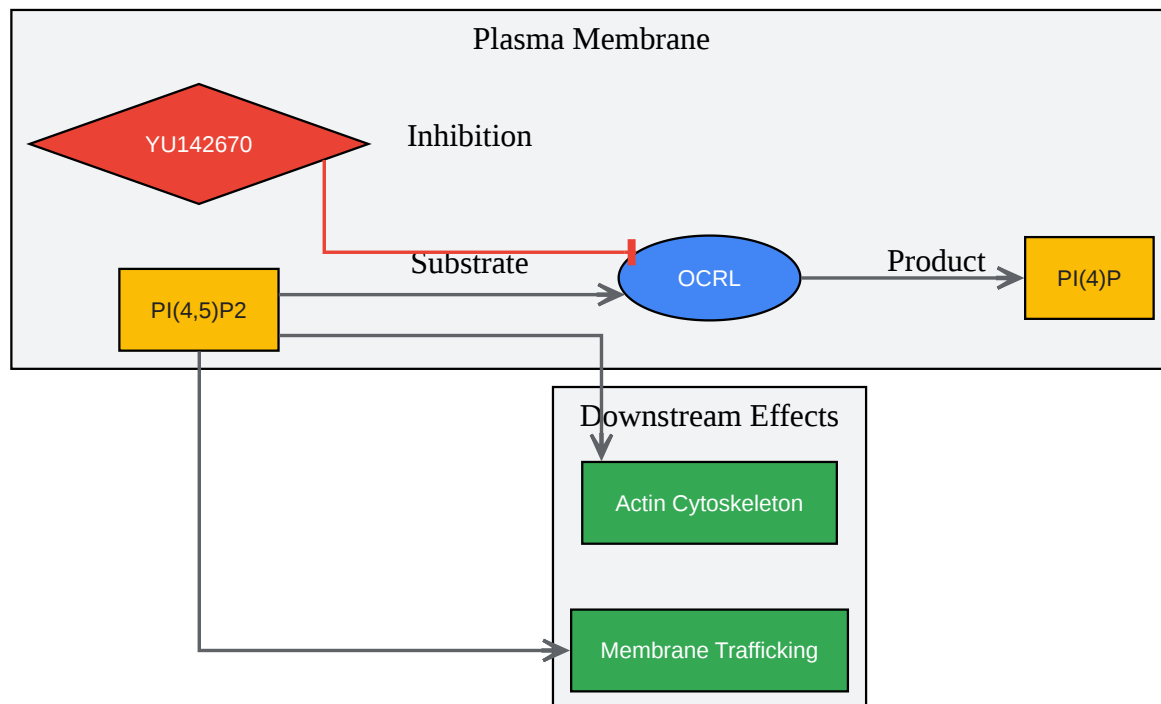 Plasma Membrane
YU142670
Inhibition
Substrate
PI(4,5)P2
OCRL
Product
PI(4)P
Downstream Effects
Actin Cytoskeleton
Membrane Trafficking